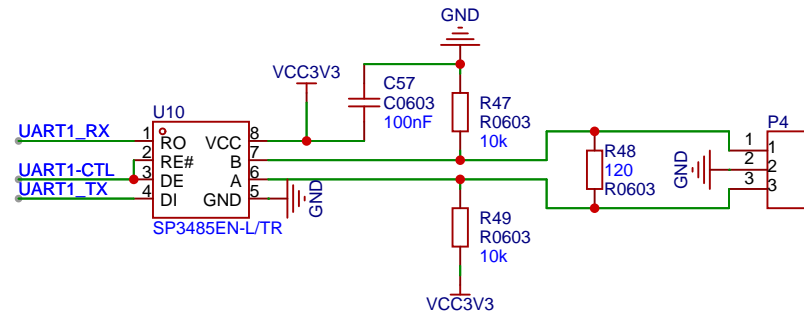 GND
VCC3V3
C57
C0603
100nF
R47
R0603
10k
U10
SP3485EN-L/TR
UART1_RX
UART1-CTL
UART1_TX
1 RO VCC 8
2 RE# B 7
3 DE A 6
4 DI GND 5
GND
R48
120
R0603
P4
1 1
2 2
3 3
GND
R49
R0603
10k
VCC3V3